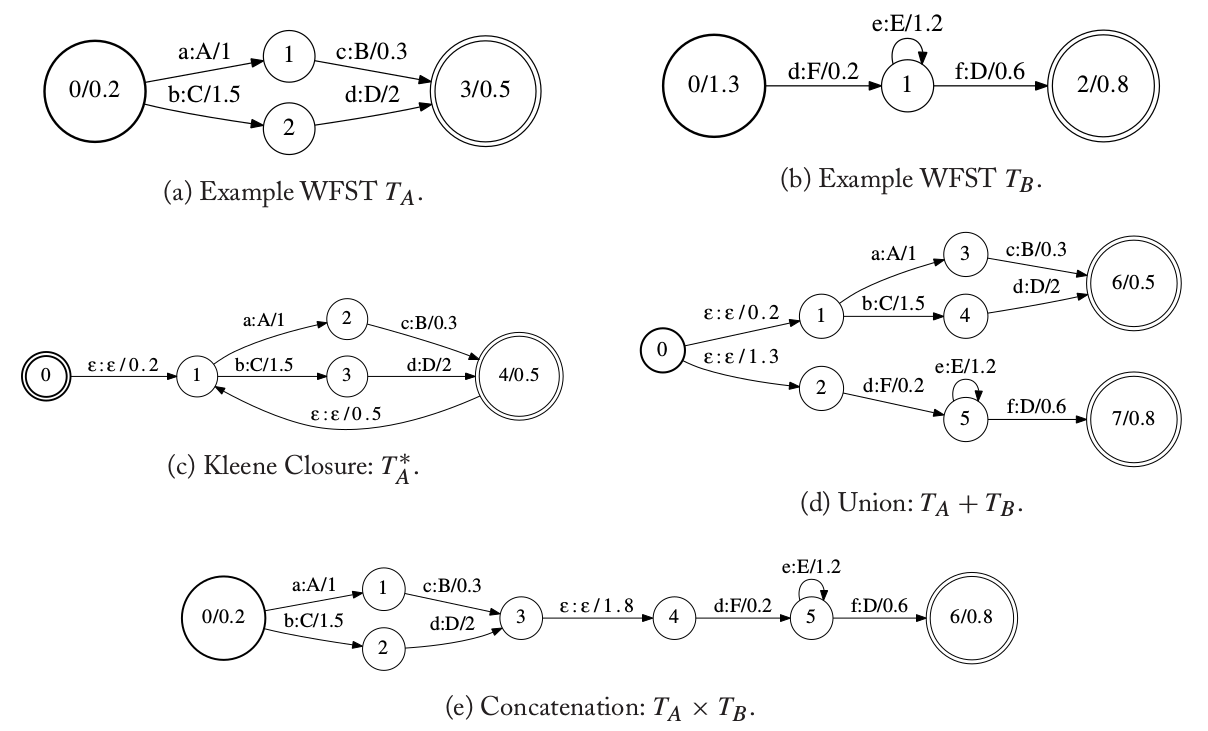 0/0.2
a:A/1
1
c:B/0.3
b:C/1.5
2
d:D/2
3/0.5
(a) Example WFST T_A.
0/1.3
d:F/0.2
e:E/1.2
1
f:D/0.6
2/0.8
(b) Example WFST T_B.
0
ε:ε/0.2
1
a:A/1
2
c:B/0.3
b:C/1.5
3
d:D/2
4/0.5
ε:ε/0.5
(c) Kleene Closure: T_A^*.
0
ε:ε/0.2
1
a:A/1
3
c:B/0.3
b:C/1.5
4
d:D/2
6/0.5
ε:ε/1.3
2
d:F/0.2
e:E/1.2
5
f:D/0.6
7/0.8
(d) Union: T_A + T_B.
0/0.2
a:A/1
1
c:B/0.3
b:C/1.5
2
d:D/2
3
ε:ε/1.8
4
d:F/0.2
e:E/1.2
5
f:D/0.6
6/0.8
(e) Concatenation: T_A × T_B.